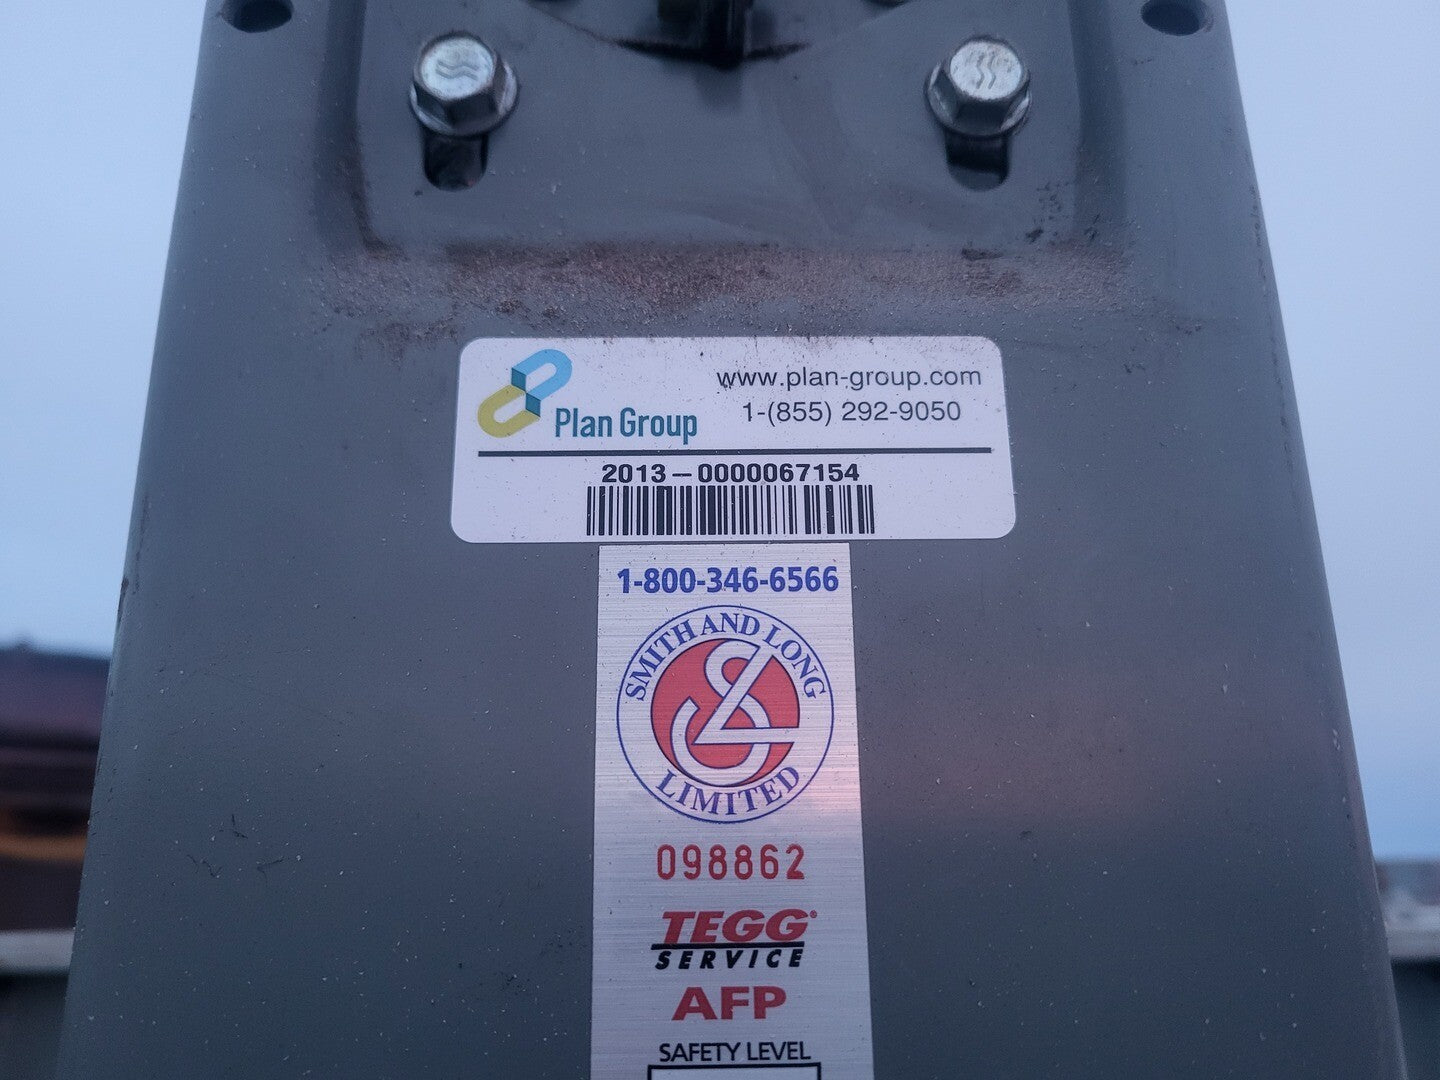 www.plan-group.com
Plan Group
1-(855) 292-9050
2013-0000067154
1-800-346-6566
SMITH AND LONG
LIMITED
098862
TEGG®
SERVICE
AFP
SAFETY LEVEL